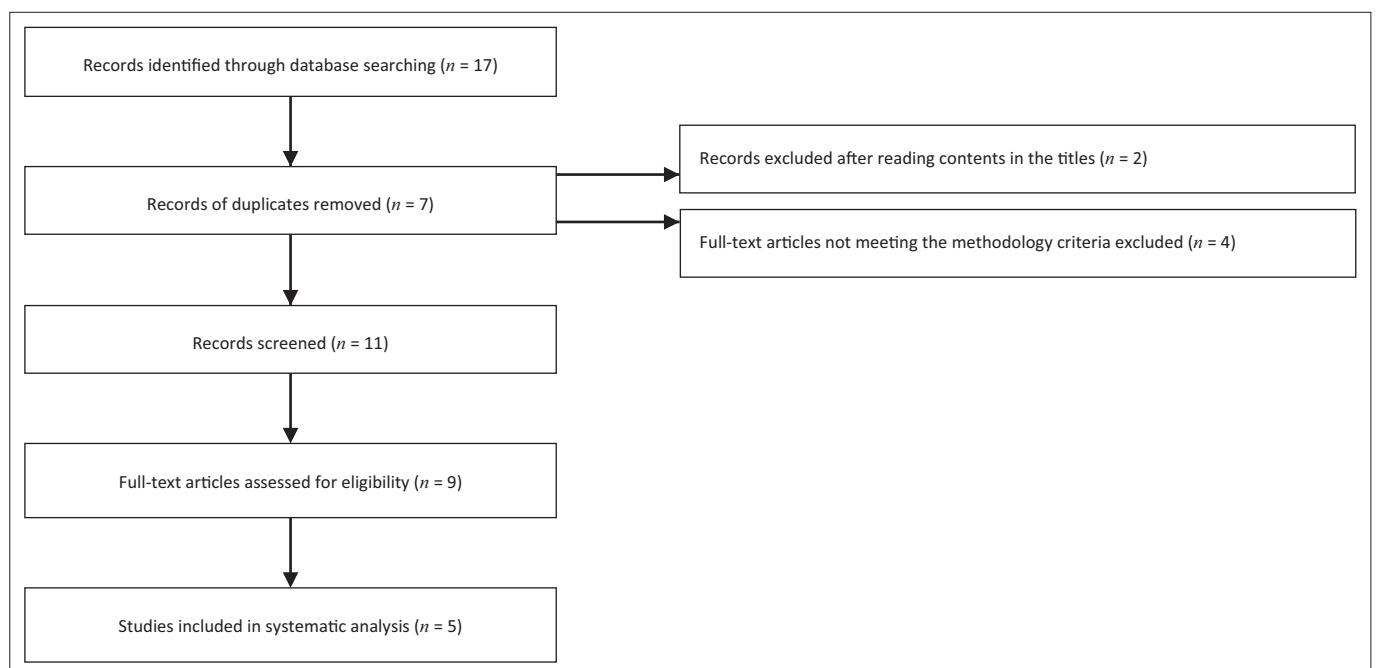 Records identified through database searching (n = 17)
Records excluded after reading contents in the titles (n = 2)
Records of duplicates removed (n = 7)
Full-text articles not meeting the methodology criteria excluded (n = 4)
Records screened (n = 11)
Full-text articles assessed for eligibility (n = 9)
Studies included in systematic analysis (n = 5)